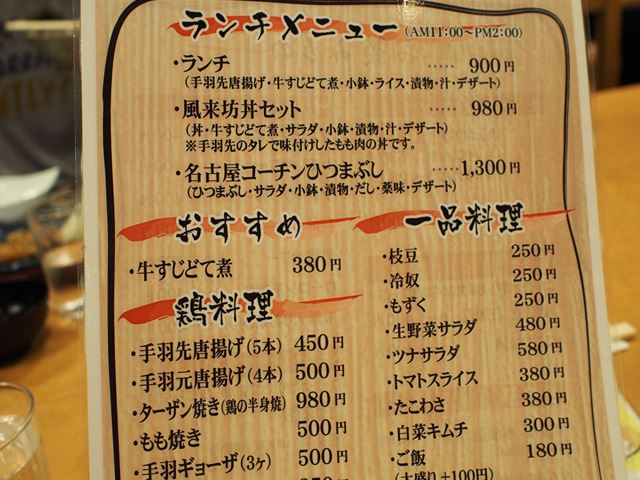 ランチメニュー (AM11:00~PM2:00)
・ランチ ····· 900円
(手羽先唐揚げ・牛すじどて煮・小鉢・ライス・漬物・汁・デザート)
・風来坊丼セット ····· 980円
(丼・牛すじどて煮・サラダ・小鉢・漬物・汁・デザート)
※手羽先のタレで味付けしたもも肉の丼です。
・名古屋コーチンひつまぶし ·····1,300円
(ひつまぶし・サラダ・小鉢・漬物・だし・薬味・デザート)
おすすめ
・牛すじどて煮 380円
鶏料理
・手羽先唐揚げ(5本) 450円
・手羽元唐揚げ(4本) 500円
・ターザン焼き(鶏の半身焼) 980円
・もも焼き 500円
・手羽ギョーザ(3ヶ) 500円
一品料理
・枝豆 250円
・冷奴 250円
・もずく 250円
・生野菜サラダ 480円
・ツナサラダ 580円
・トマトスライス 380円
・たこわさ 380円
・白菜キムチ 300円
・ご飯 180円
(大盛り+100円)